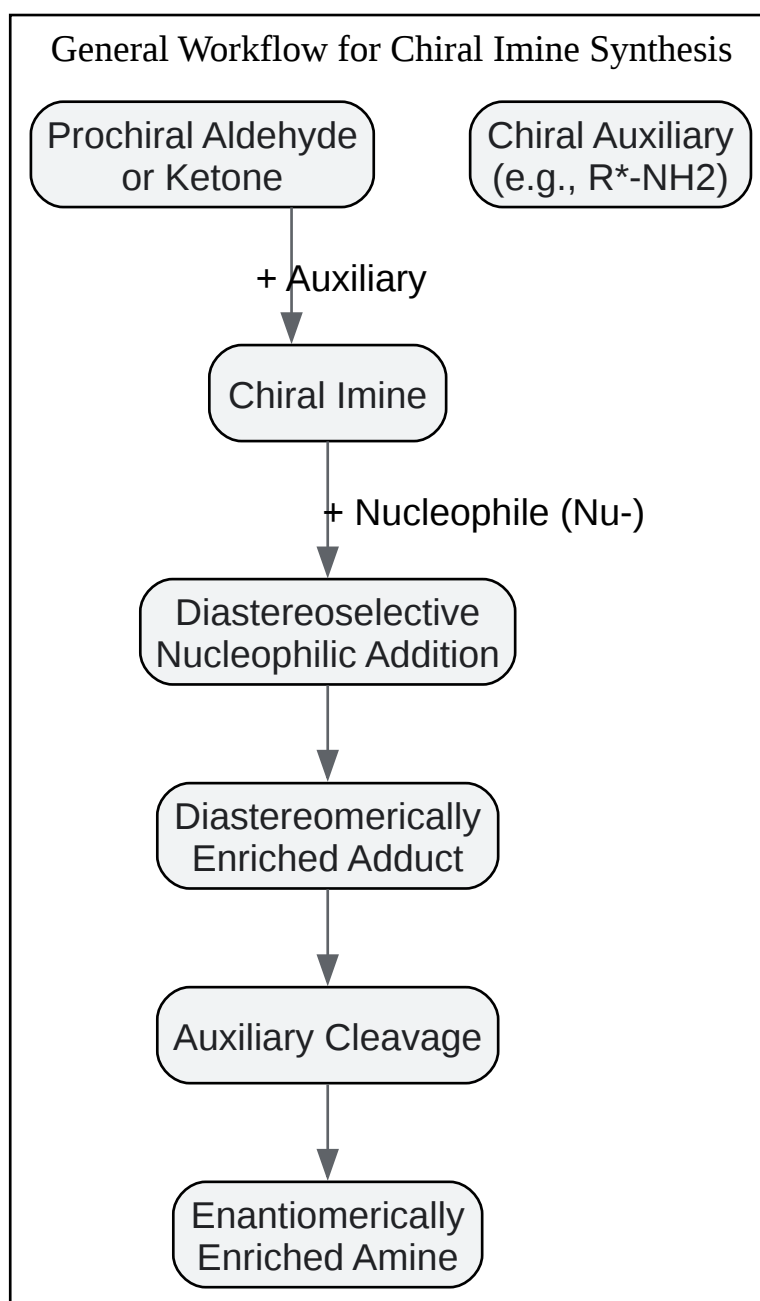 General Workflow for Chiral Imine Synthesis
Prochiral Aldehyde
or Ketone
Chiral Auxiliary
(e.g., R*-NH2)
+ Auxiliary
Chiral Imine
+ Nucleophile (Nu-)
Diastereoselective
Nucleophilic Addition
Diastereomerically
Enriched Adduct
Auxiliary Cleavage
Enantiomerically
Enriched Amine